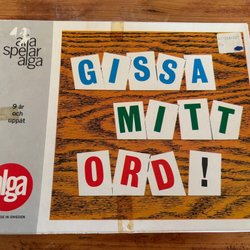 alla
spelar
alga
9 år
och
uppåt
GISSA
MITT
ORD!
alga
MADE IN SWEDEN